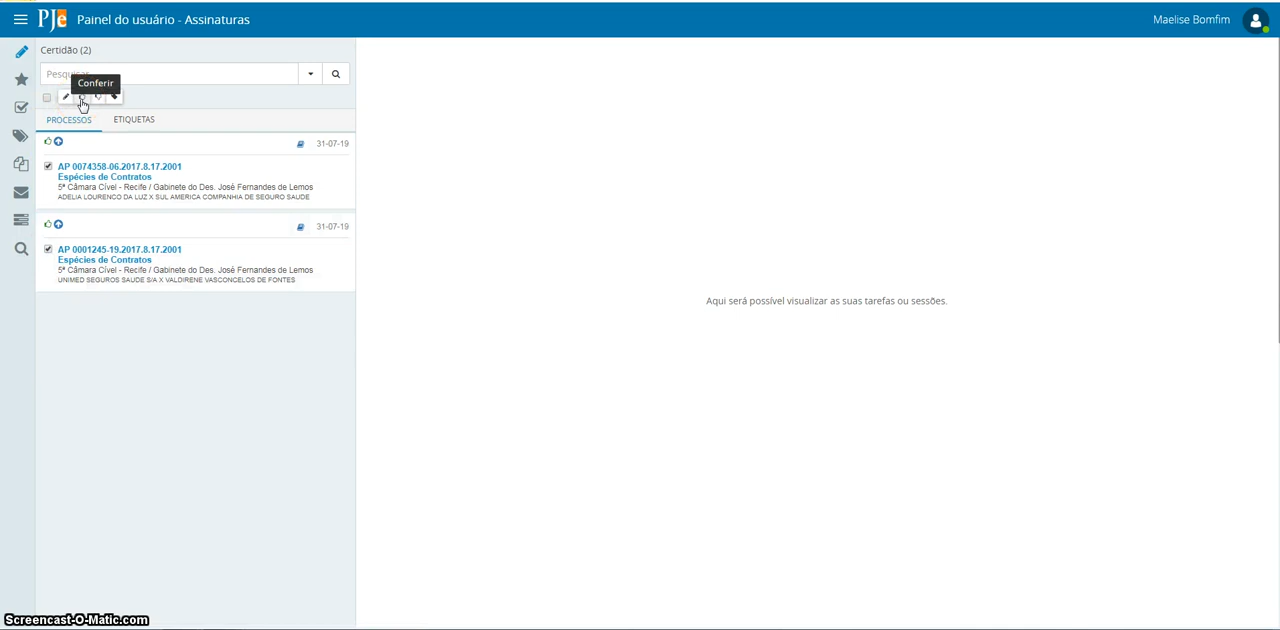 PJe Painel do usuário - Assinaturas
Maelise Bomfim
Certidão (2)
Pesquisar
Conferir
PROCESSOS
ETIQUETAS
31-07-19
AP 0074358-06.2017.8.17.2001
Espécies de Contratos
5ª Câmara Cível - Recife / Gabinete do Des. José Fernandes de Lemos
ADELIA LOURENCO DA LUZ X SUL AMERICA COMPANHIA DE SEGURO SAUDE
31-07-19
AP 0001245-19.2017.8.17.2001
Espécies de Contratos
5ª Câmara Cível - Recife / Gabinete do Des. José Fernandes de Lemos
UNIMED SEGUROS SAUDE S/A X VALDIRENE VASCONCELOS DE FONTES
Aqui será possível visualizar as suas tarefas ou sessões.
Screencast-O-Matic.com